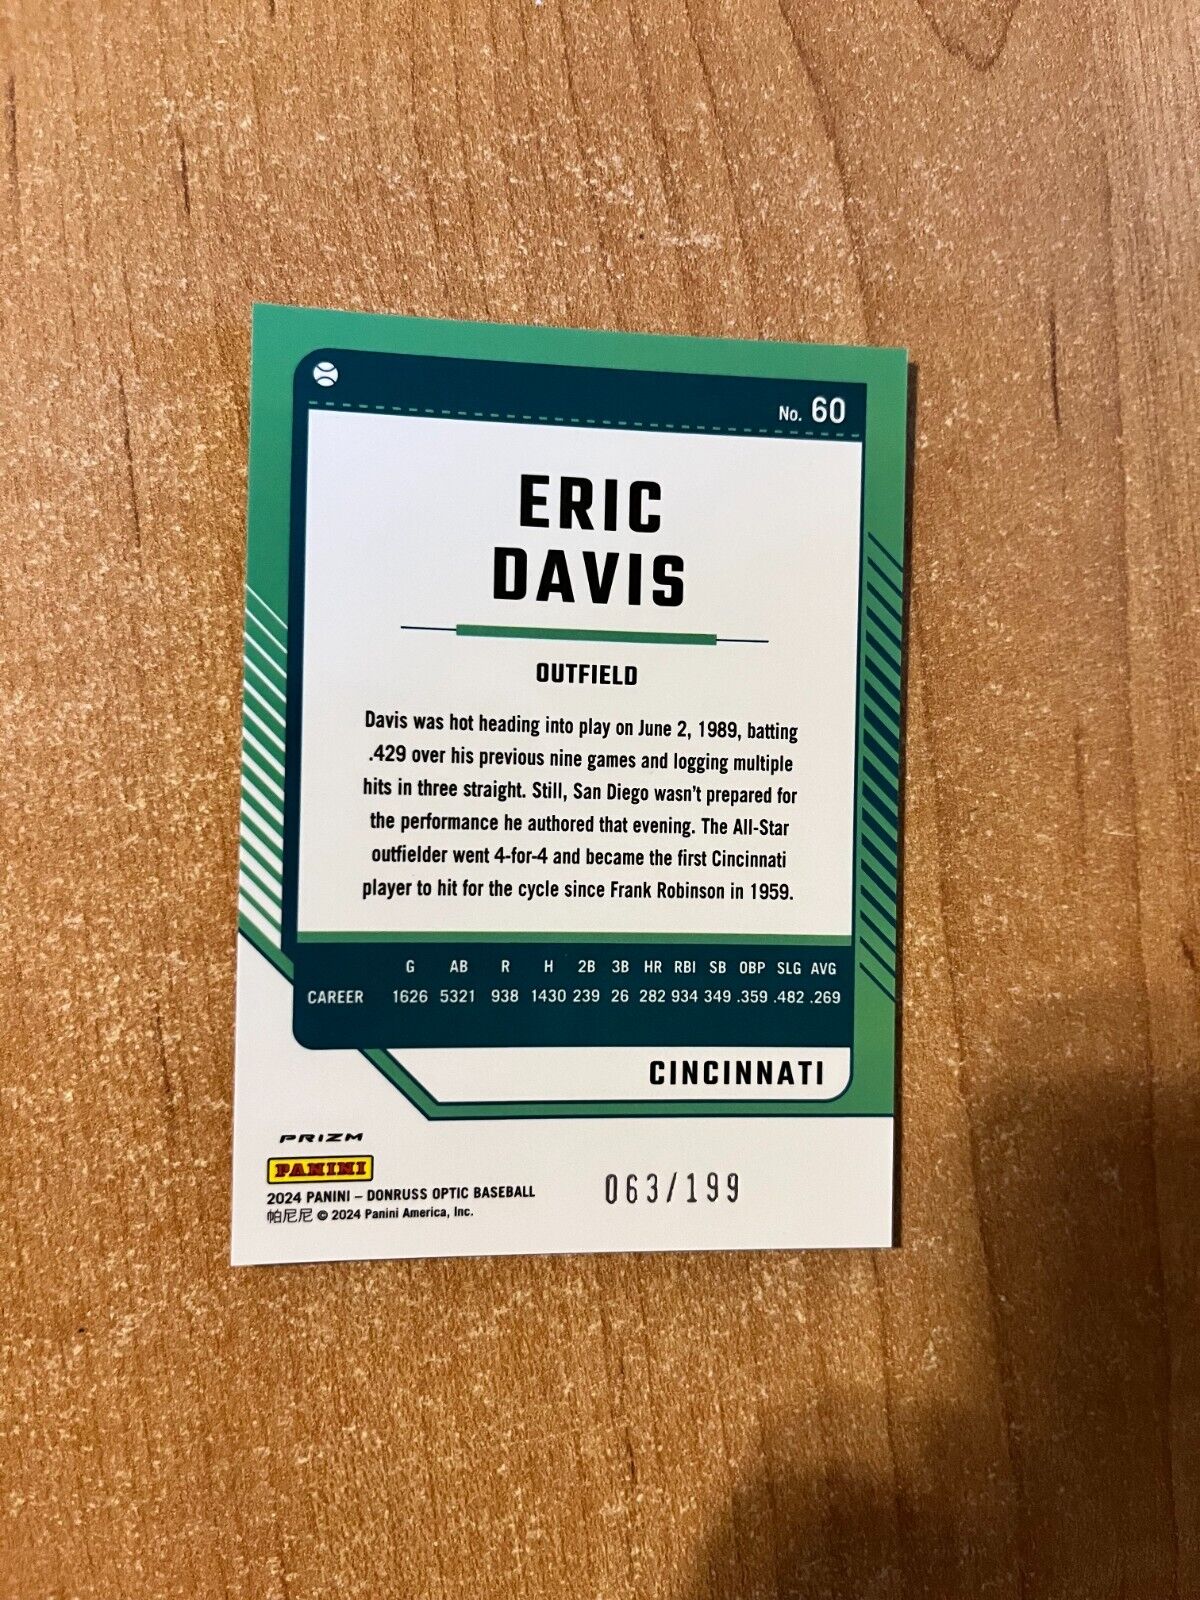 No. 60
ERIC
DAVIS
OUTFIELD
Davis was hot heading into play on June 2, 1989, batting
.429 over his previous nine games and logging multiple
hits in three straight. Still, San Diego wasn't prepared for
the performance he authored that evening. The All-Star
outfielder went 4-for-4 and became the first Cincinnati
player to hit for the cycle since Frank Robinson in 1959.
G AB R H 2B 3B HR RBI SB OBP SLG AVG
CAREER 1626 5321 938 1430 239 26 282 934 349 .359 .482 .269
CINCINNATI
PRIZM
PANINI
2024 PANINI – DONRUSS OPTIC BASEBALL
帕尼尼 © 2024 Panini America, Inc.
063/199